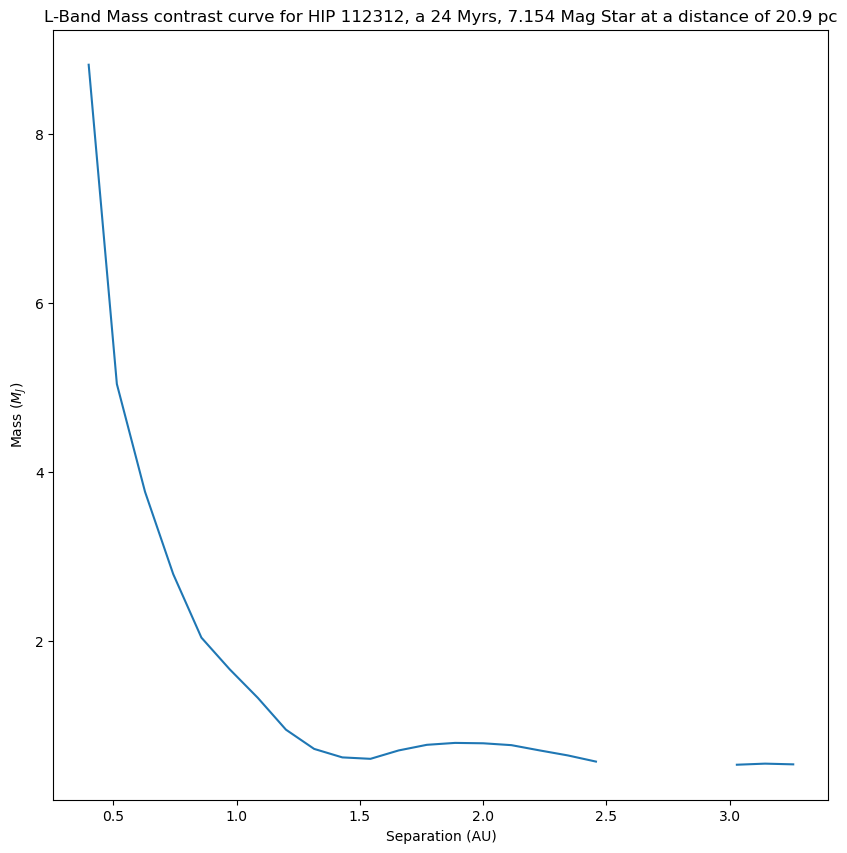 L-Band Mass contrast curve for HIP 112312, a 24 Myrs, 7.154 Mag Star at a distance of 20.9 pc
8
6
4
2
Mass (M_J)
0.5 1.0 1.5 2.0 2.5 3.0
Separation (AU)